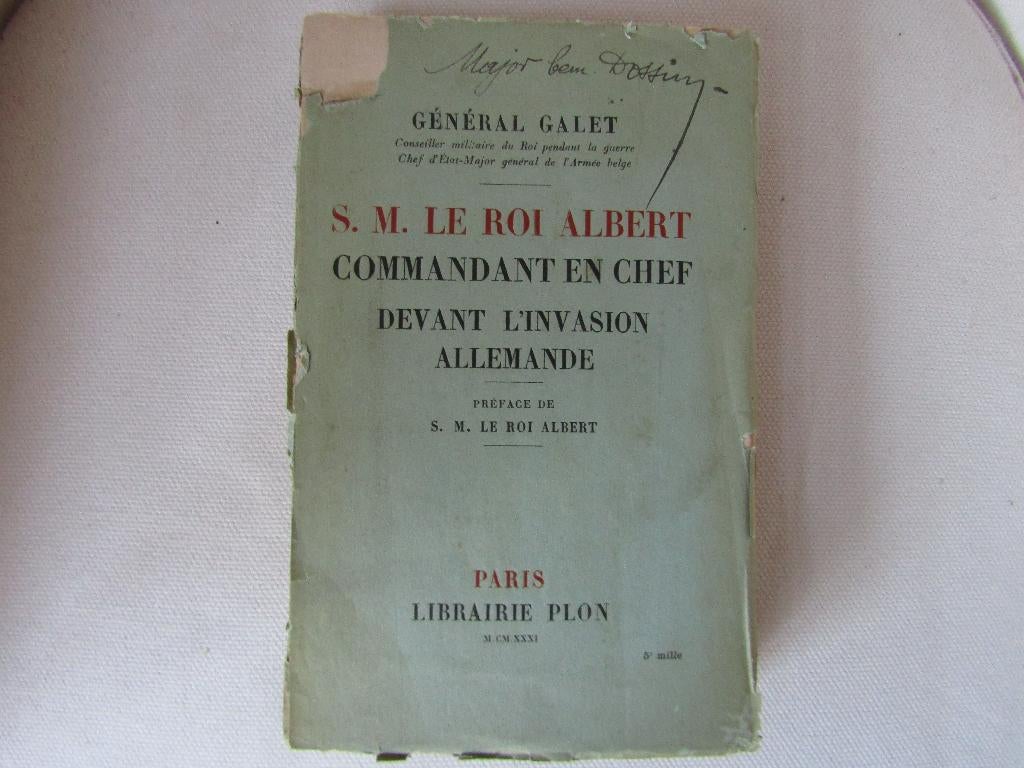 Major bem. Dossin
GÉNÉRAL GALET
Conseiller militaire du Roi pendant la guerre
Chef d'État-Major général de l'Armée belge
S. M. LE ROI ALBERT
COMMANDANT EN CHEF
DEVANT L'INVASION
ALLEMANDE
PRÉFACE DE
S. M. LE ROI ALBERT
PARIS
LIBRAIRIE PLON
M CM XXXI
5e mille